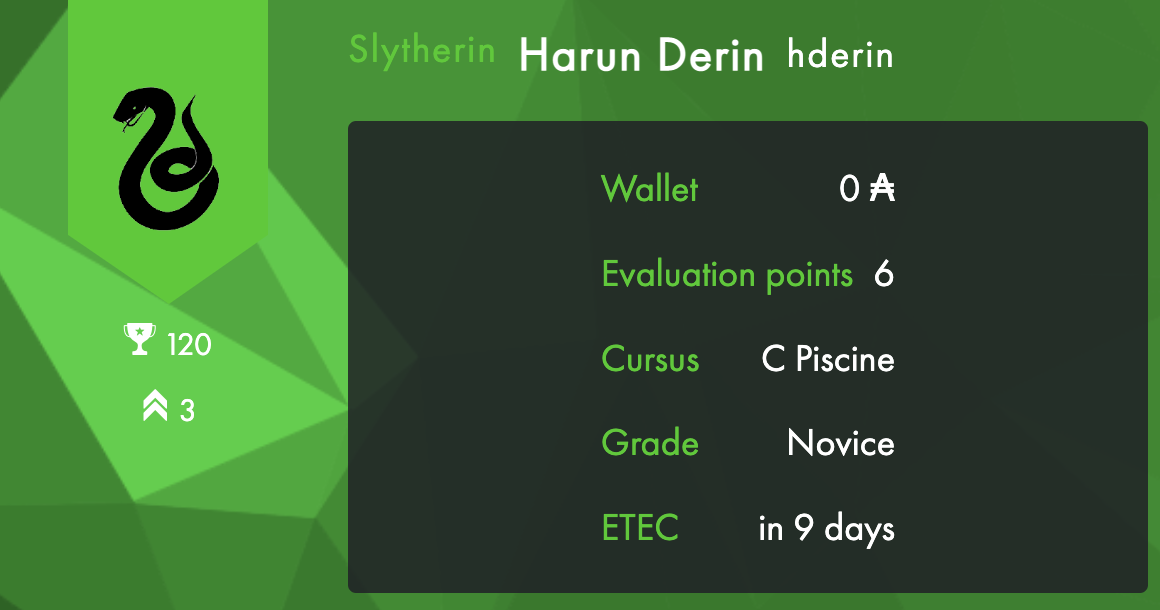 Slytherin Harun Derin hderin
Wallet 0 ₳
Evaluation points 6
Cursus C Piscine
Grade Novice
ETEC in 9 days
120
3